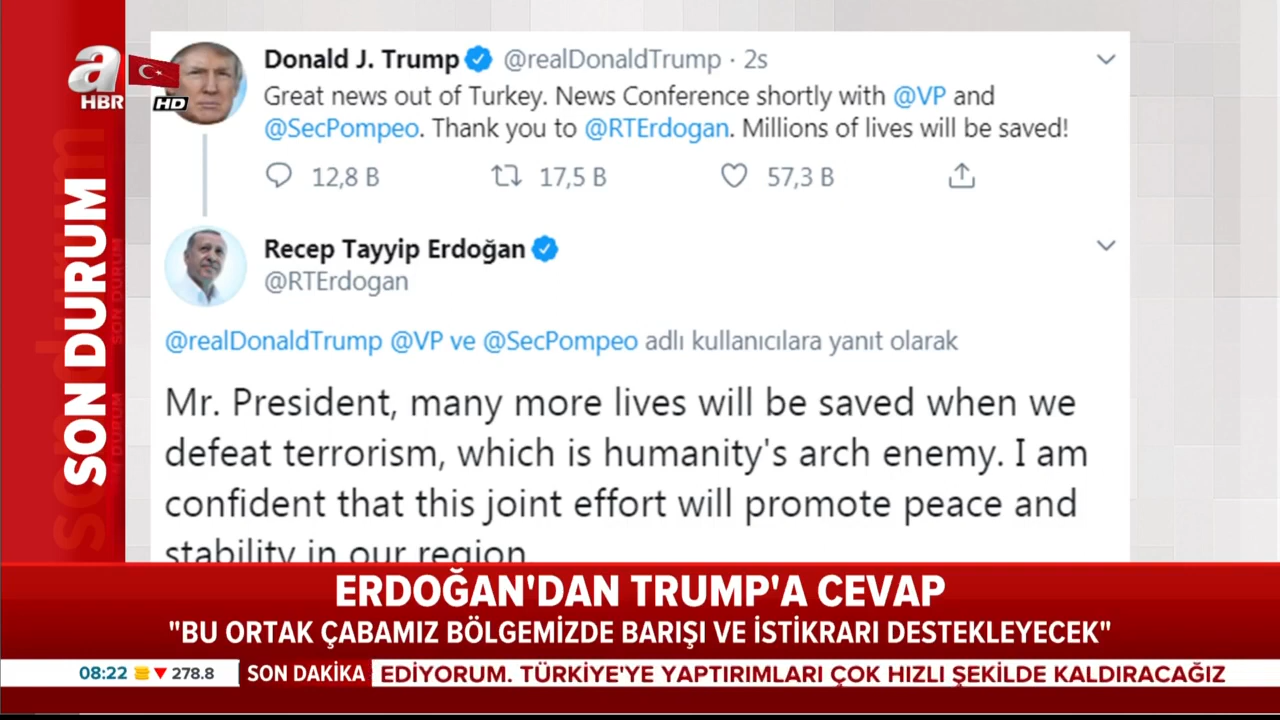 a
HBR
HD
SON DURUM
Donald J. Trump @realDonaldTrump · 2s
Great news out of Turkey. News Conference shortly with @VP and
@SecPompeo. Thank you to @RTErdogan. Millions of lives will be saved!
12,8 B 17,5 B 57,3 B
Recep Tayyip Erdoğan
@RTErdogan
@realDonaldTrump @VP ve @SecPompeo adlı kullanıcılara yanıt olarak
Mr. President, many more lives will be saved when we
defeat terrorism, which is humanity's arch enemy. I am
confident that this joint effort will promote peace and
stability in our region
ERDOĞAN'DAN TRUMP'A CEVAP
"BU ORTAK ÇABAMIZ BÖLGEMİZDE BARIŞI VE İSTİKRARI DESTEKLEYECEK"
08:22 278.8 SON DAKİKA EDİYORUM. TÜRKİYE'YE YAPTIRIMLARI ÇOK HIZLI ŞEKİLDE KALDIRACAĞIZ